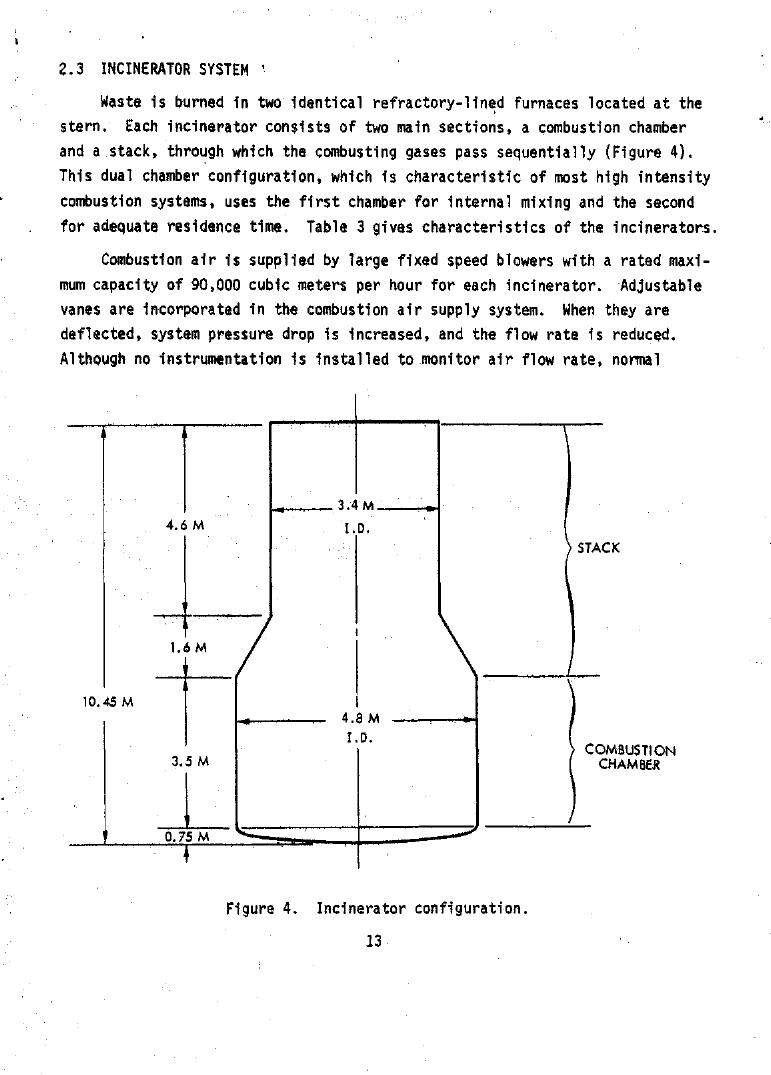 2.3 INCINERATOR SYSTEM
Waste is burned in two identical refractory-lined furnaces located at the
stern. Each incinerator consists of two main sections, a combustion chamber
and a stack, through which the combusting gases pass sequentially (Figure 4).
This dual chamber configuration, which is characteristic of most high intensity
combustion systems, uses the first chamber for internal mixing and the second
for adequate residence time. Table 3 gives characteristics of the incinerators.
Combustion air is supplied by large fixed speed blowers with a rated maxi-
mum capacity of 90,000 cubic meters per hour for each incinerator. Adjustable
vanes are incorporated in the combustion air supply system. When they are
deflected, system pressure drop is increased, and the flow rate is reduced.
Although no instrumentation is installed to monitor air flow rate, normal
3.4 M
I.D.
4.6 M
STACK
1.6 M
10.45 M
4.8 M
I.D.
3.5 M
COMBUSTION
CHAMBER
0.75 M
Figure 4. Incinerator configuration.
13